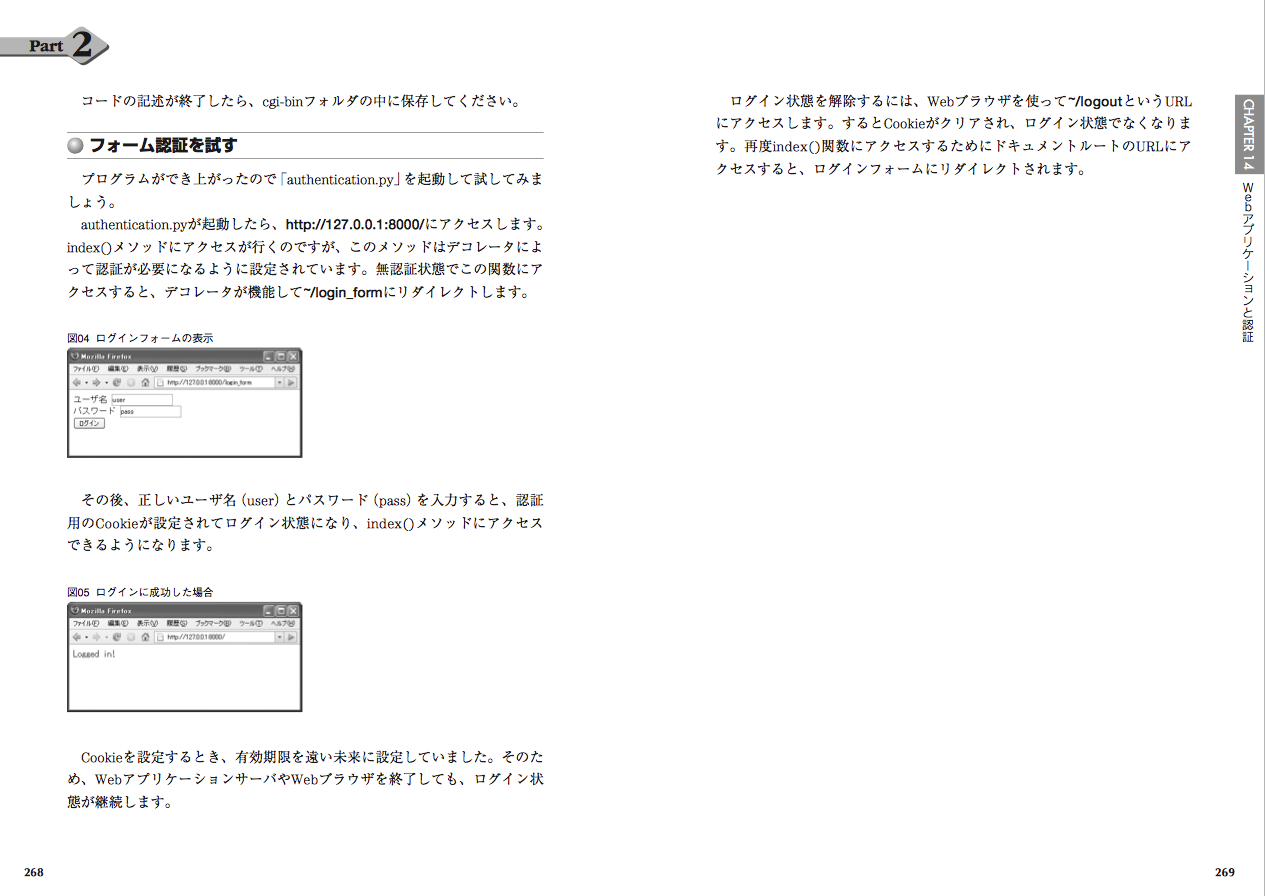 Part 2
コードの記述が終了したら、cgi-binフォルダの中に保存してください。
フォーム認証を試す
プログラムができ上がったので「authentication.py」を起動して試してみま
しょう。
authentication.pyが起動したら、http://127.0.0.1:8000/にアクセスします。
index()メソッドにアクセスが行くのですが、このメソッドはデコレータによ
って認証が必要になるように設定されています。無認証状態でこの関数にア
クセスすると、デコレータが機能して~/login_formにリダイレクトします。
図04 ログインフォームの表示
Mozilla Firefox
ファイル(F) 編集(E) 表示(V) 履歴(S) ブックマーク(B) ツール(T) ヘルプ(H)
http://127.0.0.1:8000/login_form
ユーザ名 user
パスワード pass
ログイン
その後、正しいユーザ名（user）とパスワード（pass）を入力すると、認証
用のCookieが設定されてログイン状態になり、index()メソッドにアクセス
できるようになります。
図05 ログインに成功した場合
Mozilla Firefox
ファイル(F) 編集(E) 表示(V) 履歴(S) ブックマーク(B) ツール(T) ヘルプ(H)
http://127.0.0.1:8000/
Logged in!
Cookieを設定するとき、有効期限を遠い未来に設定していました。そのた
め、WebアプリケーションサーバやWebブラウザを終了しても、ログイン状
態が継続します。
268
ログイン状態を解除するには、Webブラウザを使って~/logoutというURL
にアクセスします。するとCookieがクリアされ、ログイン状態でなくなりま
す。再度index()関数にアクセスするためにドキュメントルートのURLにア
クセスすると、ログインフォームにリダイレクトされます。
CHAPTER 14
Webアプリケーションと認証
269